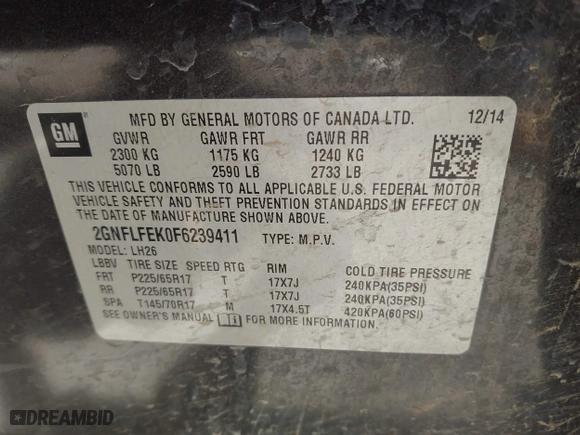 GM
MFD BY GENERAL MOTORS OF CANADA LTD. 12/14
GVWR GAWR FRT GAWR RR
2300 KG 1175 KG 1240 KG
5070 LB 2590 LB 2733 LB
THIS VEHICLE CONFORMS TO ALL APPLICABLE U.S. FEDERAL MOTOR
VEHICLE SAFETY AND THEFT PREVENTION STANDARDS IN EFFECT ON
THE DATE OF MANUFACTURE SHOWN ABOVE.
2GNFLFEK0F6239411 TYPE: M.P.V.
MODEL: LH26
LBBV TIRE SIZE SPEED RTG RIM COLD TIRE PRESSURE
FRT P225/65R17 T 17X7J 240KPA(35PSI)
RR P225/65R17 T 17X7J 240KPA(35PSI)
SPA T145/70R17 M 17X4.5T 420KPA(60PSI)
SEE OWNER'S MANUAL FOR MORE INFORMATION.
DREAMBID